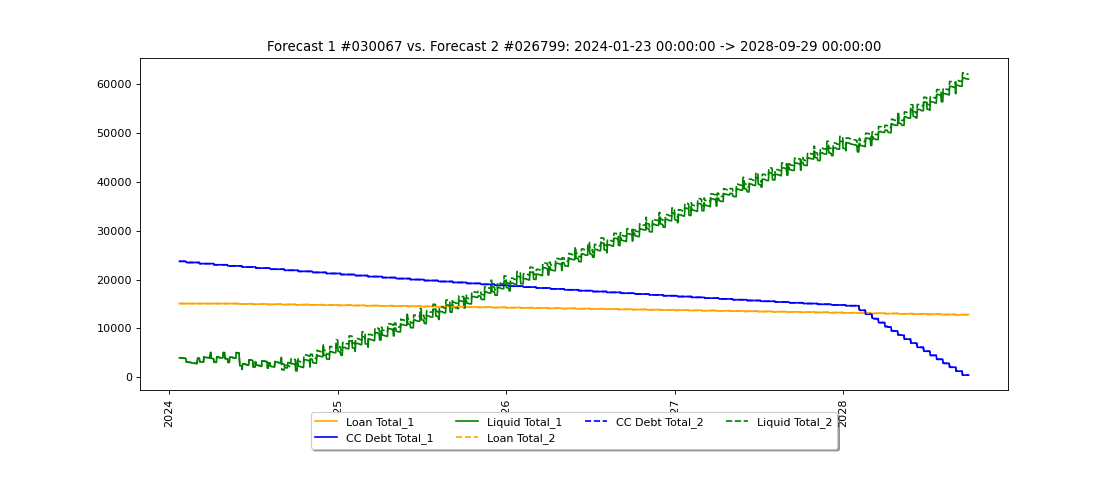 Forecast 1 #030067 vs. Forecast 2 #026799: 2024-01-23 00:00:00 -> 2028-09-29 00:00:00
60000
50000
40000
30000
20000
10000
0
2024
25
26
27
2028
Loan Total_1
Liquid Total_1
CC Debt Total_2
Liquid Total_2
CC Debt Total_1
Loan Total_2